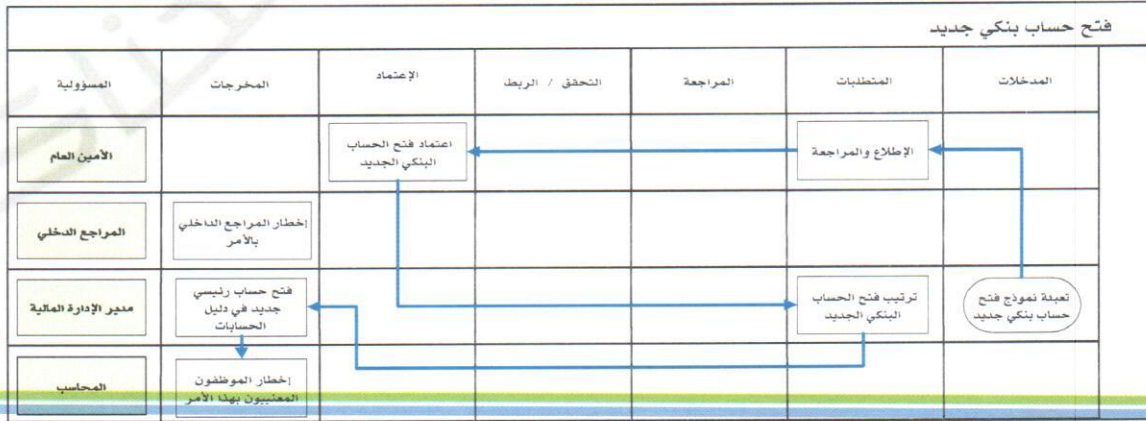 فتح حساب بنكي جديد
المدخلات
المتطلبات
المراجعة
التحقق / الربط
الإعتماد
المخرجات
المسؤولية
الإطلاع والمراجعة
اعتماد فتح الحساب
البنكي الجديد
الأمين العام
إخطار المراجع الداخلي
بالأمر
المراجع الدخلي
تعبئة نموذج فتح
حساب بنكي جديد
ترتيب فتح الحساب
البنكي الجديد
فتح حساب رئيسي
جديد في دليل
الحسابات
مدير الإدارة المالية
إخطار الموظفون
المعنييون بهذا الأمر
المحاسب